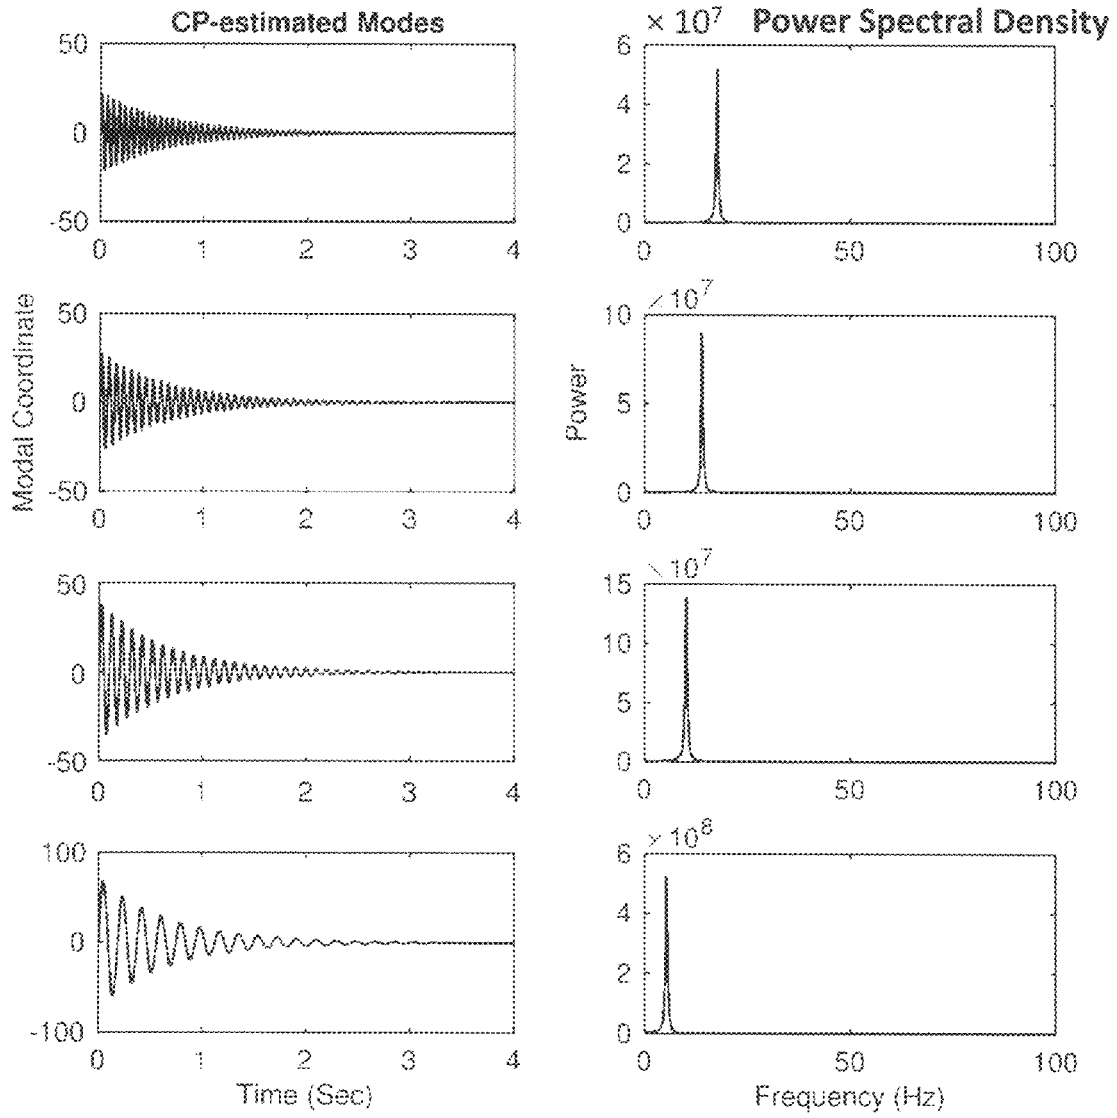 CP-estimated Modes
× 10⁷ Power Spectral Density
50
0
-50
0 1 2 3 4
6
4
2
0
0 50 100
Modal Coordinate
50
0
-50
0 1 2 3 4
× 10⁷
Power
10
5
0
0 50 100
50
0
-50
0 1 2 3 4
× 10⁷
15
10
5
0
0 50 100
100
0
-100
0 1 2 3 4
Time (Sec)
× 10⁸
6
4
2
0
0 50 100
Frequency (Hz)